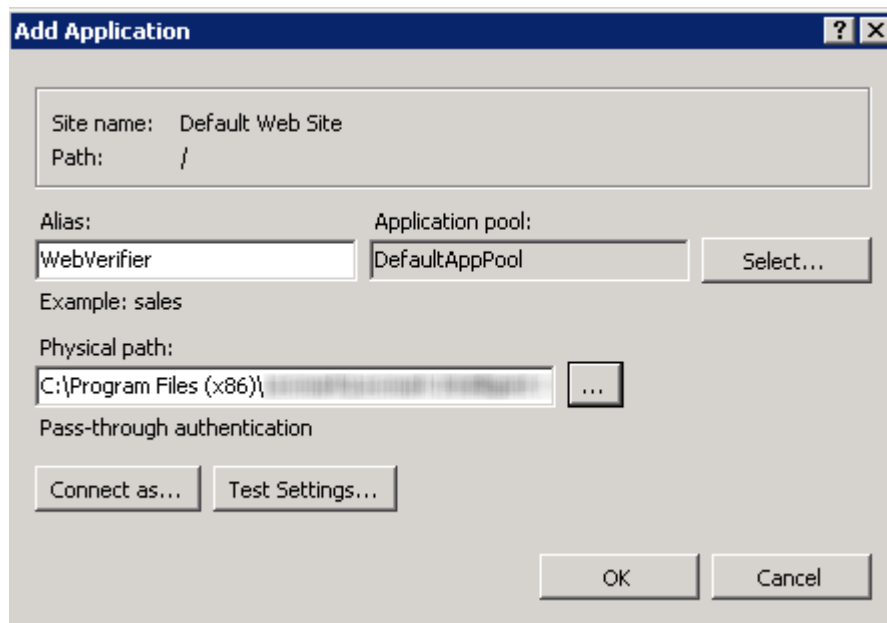 Add Application
Site name: Default Web Site
Path: /
Alias: Application pool:
WebVerifier DefaultAppPool Select...
Example: sales
Physical path:
C:\Program Files (x86)\ ...
Pass-through authentication
Connect as... Test Settings...
OK Cancel